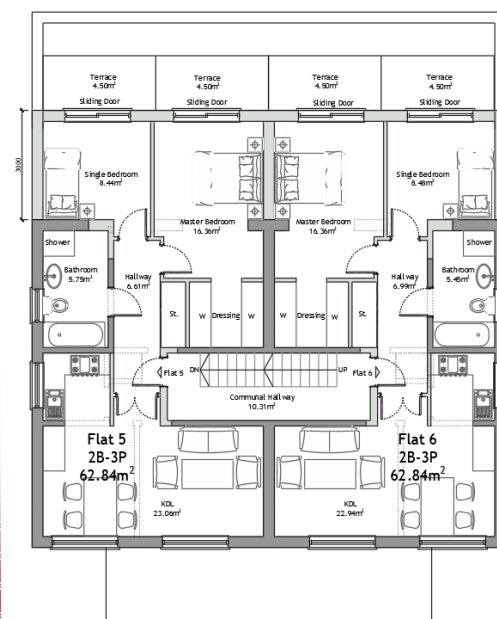 Terrace
4.50m²
Terrace
4.50m²
Terrace
4.50m²
Terrace
4.50m²
Sliding Door
Sliding Door
Sliding Door
Sliding Door
3000
Single Bedroom
8.44m²
Master Bedroom
16.36m²
Master Bedroom
16.36m²
Single Bedroom
8.48m²
Shower
Bathroom
5.75m²
Hallway
6.61m²
St.
W
Dressing
W
W
Dressing
W
St.
Hallway
6.99m²
Shower
Bathroom
5.45m²
Flat 5
DN
UP
Flat 6
Communal Hallway
10.31m²
Flat 5
2B-3P
62.84m²
Flat 6
2B-3P
62.84m²
KDL
23.06m²
KDL
22.94m²